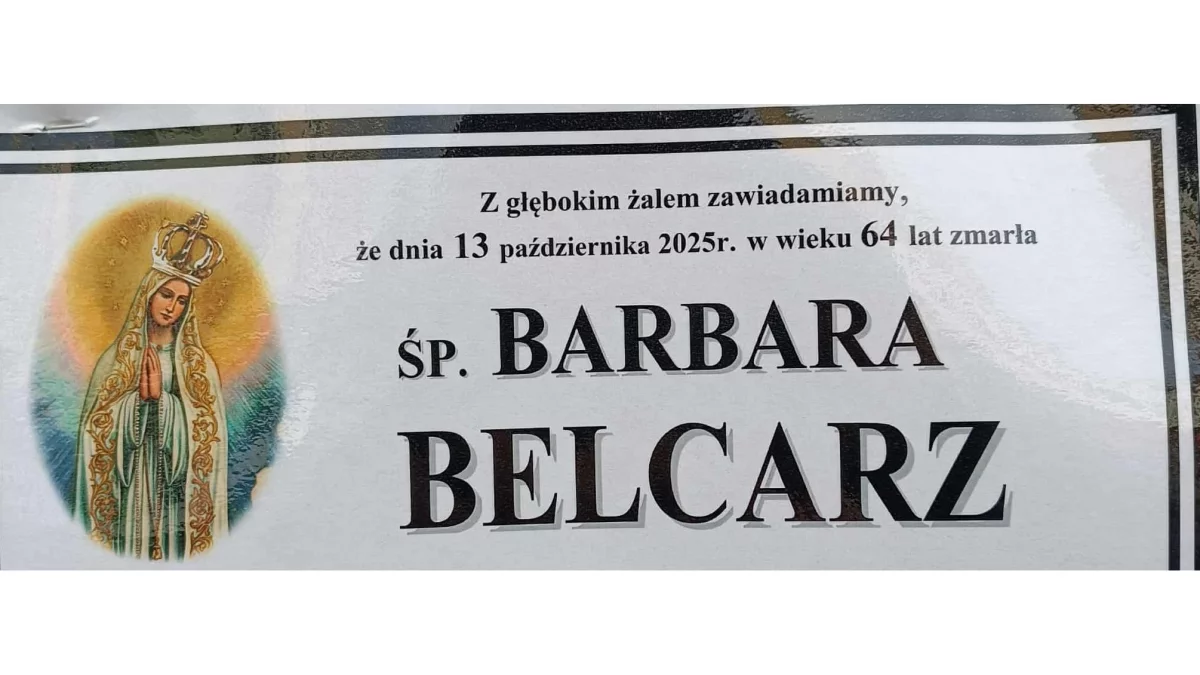 Z głębokim żalem zawiadamiamy,
że dnia 13 października 2025r. w wieku 64 lat zmarła
ŚP. BARBARA
BELCARZ